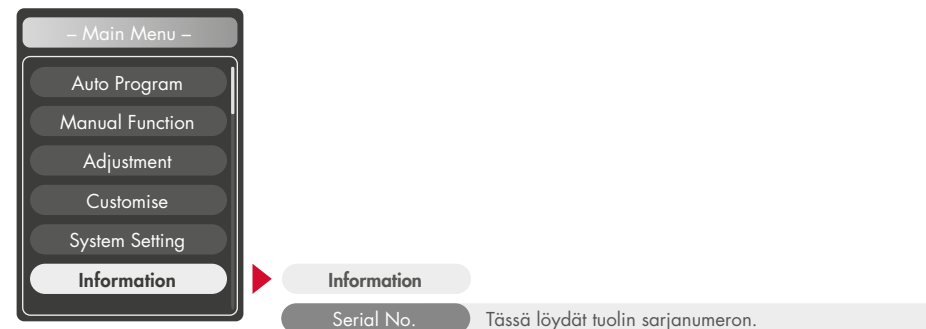 – Main Menu –
Auto Program
Manual Function
Adjustment
Customise
System Setting
Information
Information
Serial No. Tässä löydät tuolin sarjanumeron.